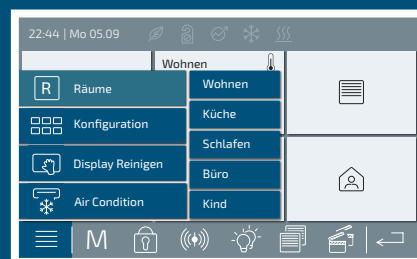 22:44 | Mo 05.09
Wohnen
R Räume
Konfiguration
Display Reinigen
Air Condition
Wohnen
Küche
Schlafen
Büro
Kind
M